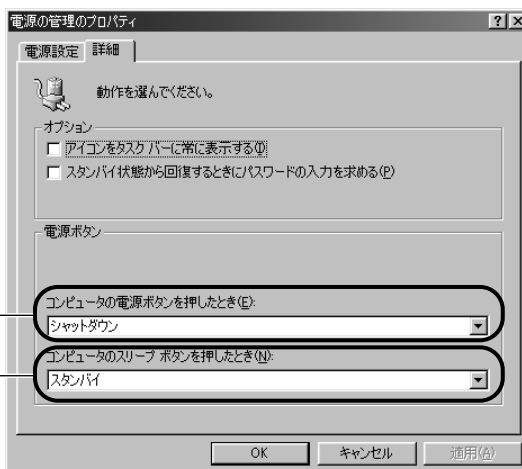 電源の管理のプロパティ
電源設定 詳細
動作を選んでください。
オプション
アイコンをタスク バーに常に表示する(D)
スタンバイ状態から回復するときにパスワードの入力を求める(P)
電源ボタン
コンピュータの電源ボタンを押したとき(E):
シャットダウン
コンピュータのスリープ ボタンを押したとき(N):
スタンバイ
OK キャンセル 適用(A)